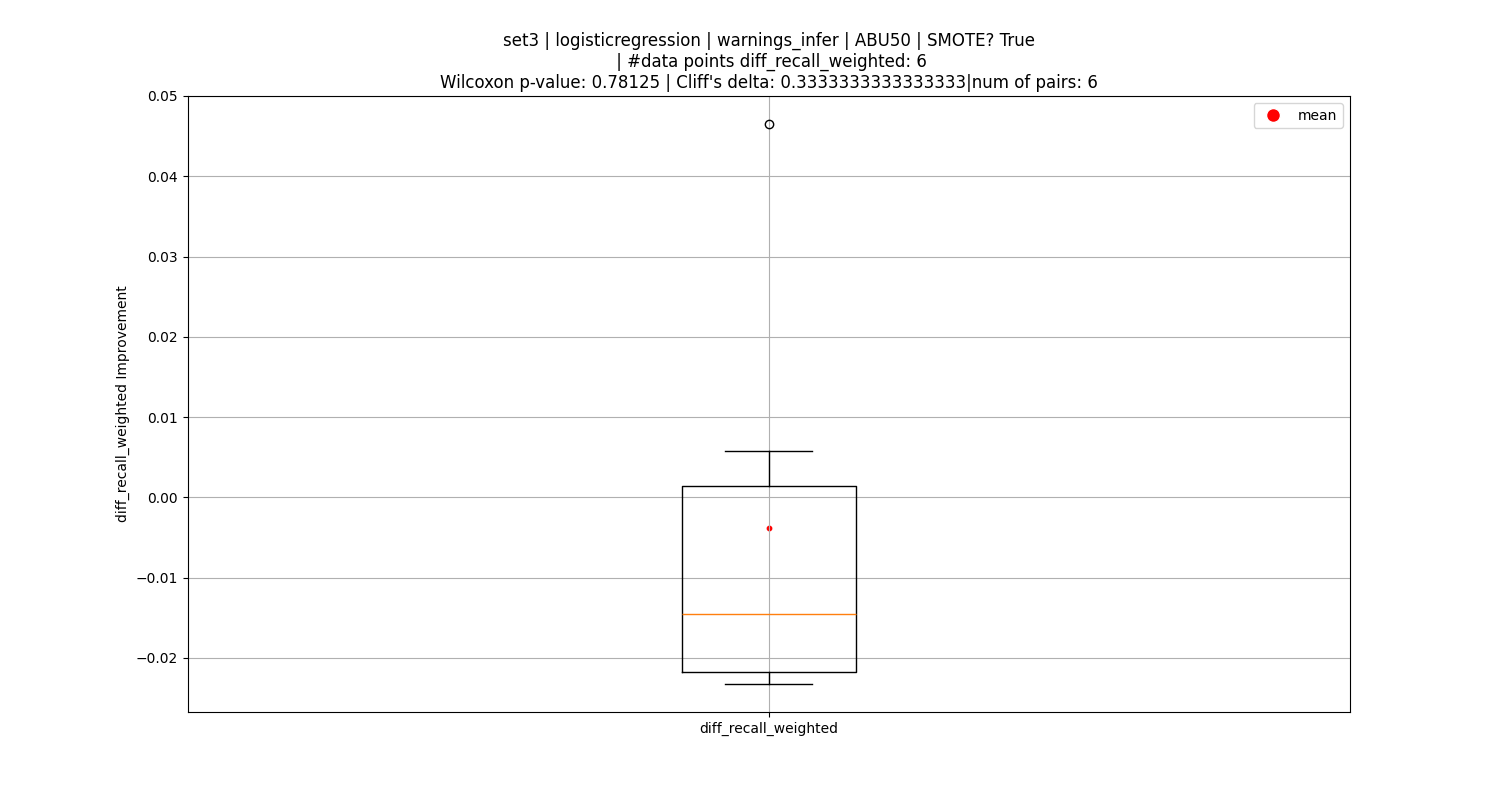 set3 | logisticregression | warnings_infer | ABU50 | SMOTE? True
| #data points diff_recall_weighted: 6
Wilcoxon p-value: 0.78125 | Cliff's delta: 0.3333333333333333|num of pairs: 6
mean
0.05
0.04
0.03
0.02
0.01
0.00
−0.01
−0.02
diff_recall_weighted Improvement
diff_recall_weighted